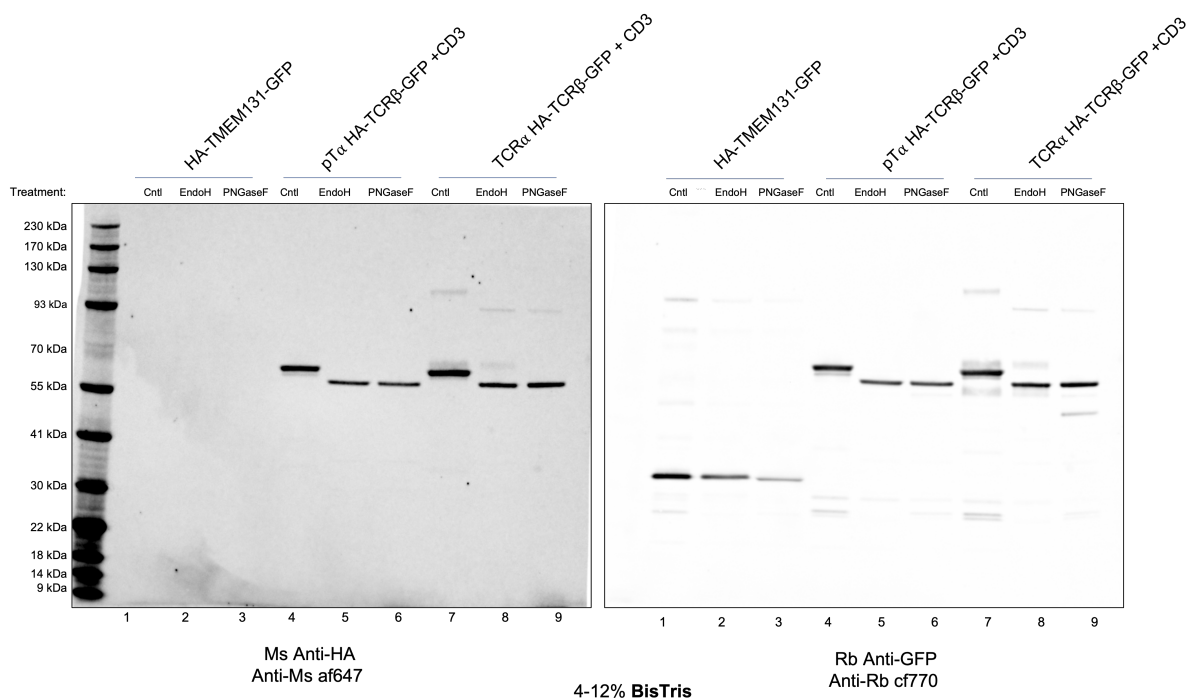 HA-TMEM131-GFP
pTα HA-TCRβ-GFP +CD3
TCRα HA-TCRβ-GFP + CD3
HA-TMEM131-GFP
pTα HA-TCRβ-GFP +CD3
TCRα HA-TCRβ-GFP +CD3
Treatment: Cntl EndoH PNGaseF Cntl EndoH PNGaseF Cntl EndoH PNGaseF
Cntl EndoH PNGaseF Cntl EndoH PNGaseF Cntl EndoH PNGaseF
230 kDa
170 kDa
130 kDa
93 kDa
70 kDa
55 kDa
41 kDa
30 kDa
22 kDa
18 kDa
14 kDa
9 kDa
1 2 3 4 5 6 7 8 9
1 2 3 4 5 6 7 8 9
Ms Anti-HA
Anti-Ms af647
Rb Anti-GFP
Anti-Rb cf770
4-12% BisTris